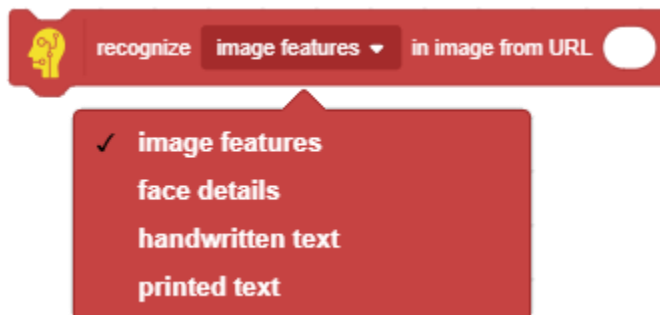 recognize image features in image from URL
image features
face details
handwritten text
printed text